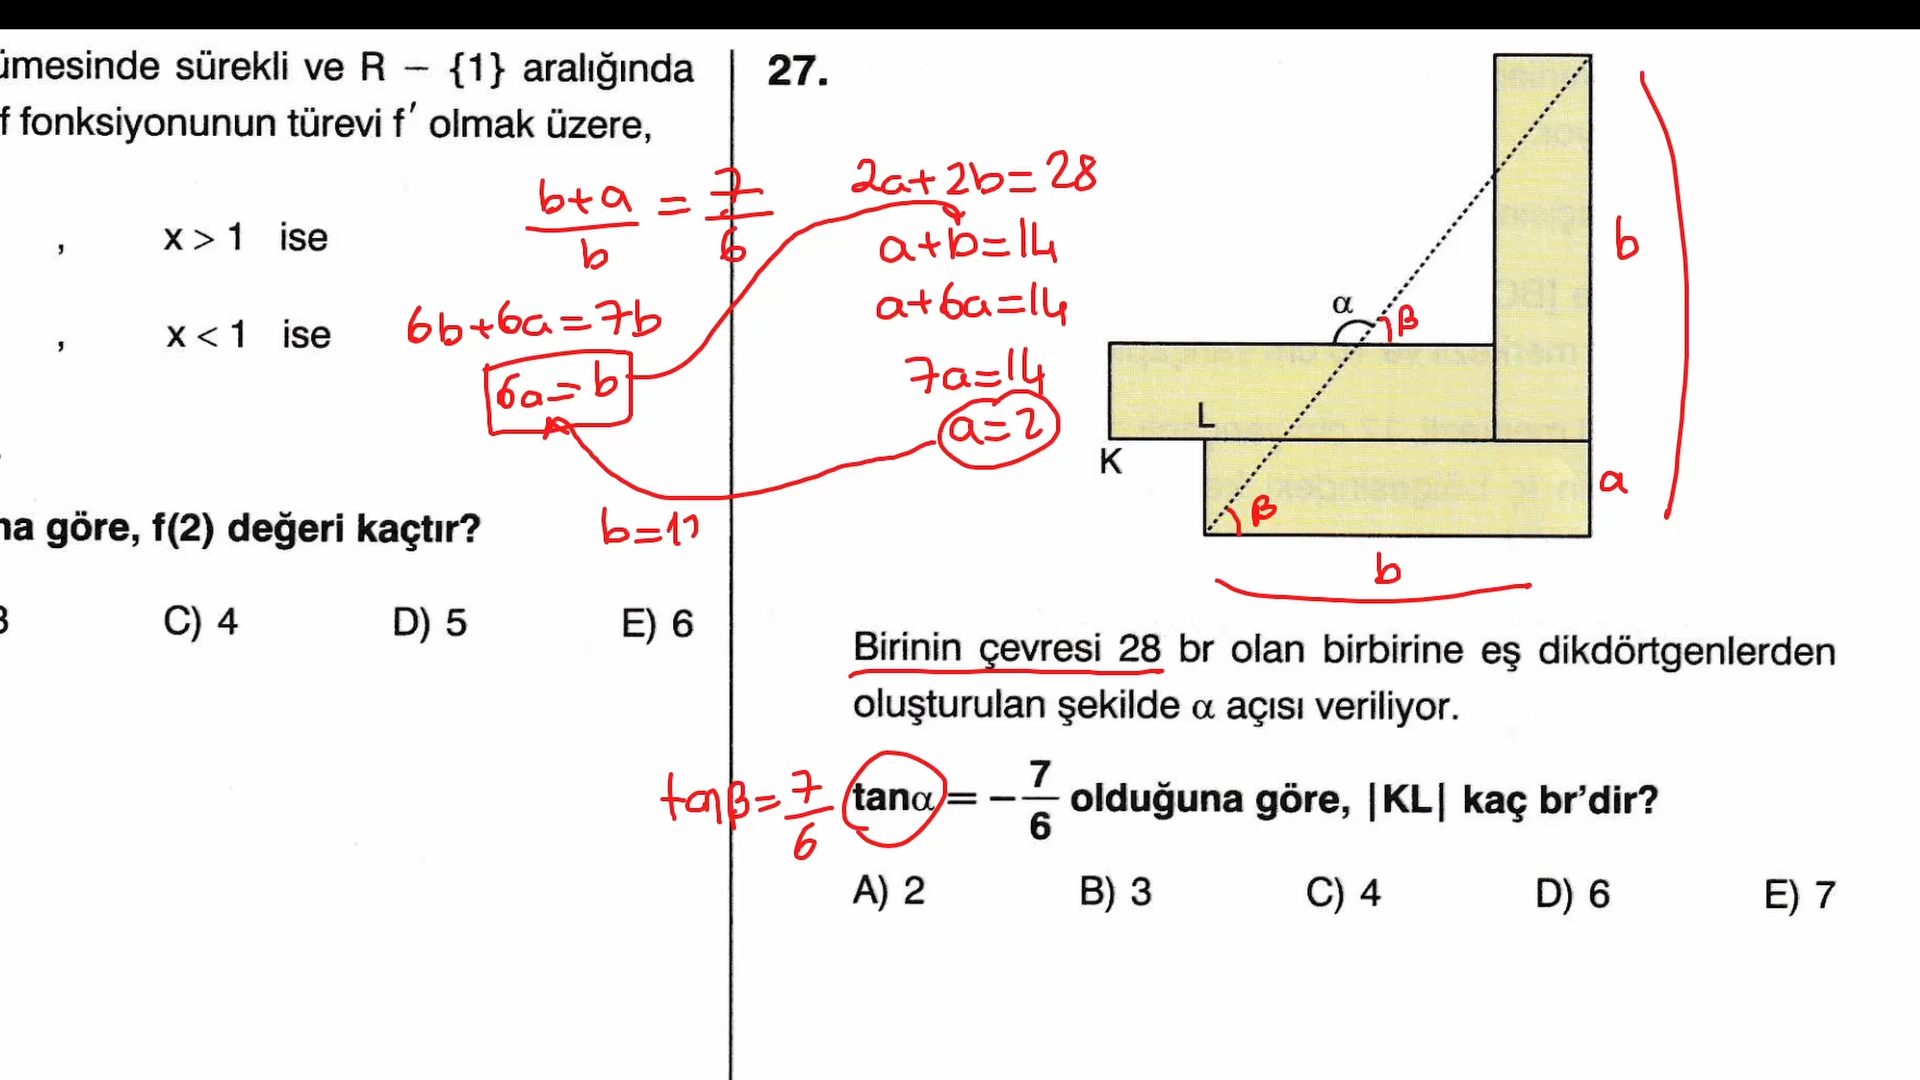 ümesinde sürekli ve R − {1} aralığında
f fonksiyonunun türevi f′ olmak üzere,
, x > 1 ise
, x < 1 ise
na göre, f(2) değeri kaçtır?
C) 4 D) 5 E) 6
b+a/b = 7/6
6b+6a=7b
6a=b
b=1
2a+2b=28
a+b=14
a+6a=14
7a=14
a=2
27.
α
β
b
L
K
a
β
b
Birinin çevresi 28 br olan birbirine eş dikdörtgenlerden
oluşturulan şekilde α açısı veriliyor.
tanβ=7/6
tanα = −7/6 olduğuna göre, |KL| kaç br'dir?
A) 2 B) 3 C) 4 D) 6 E) 7